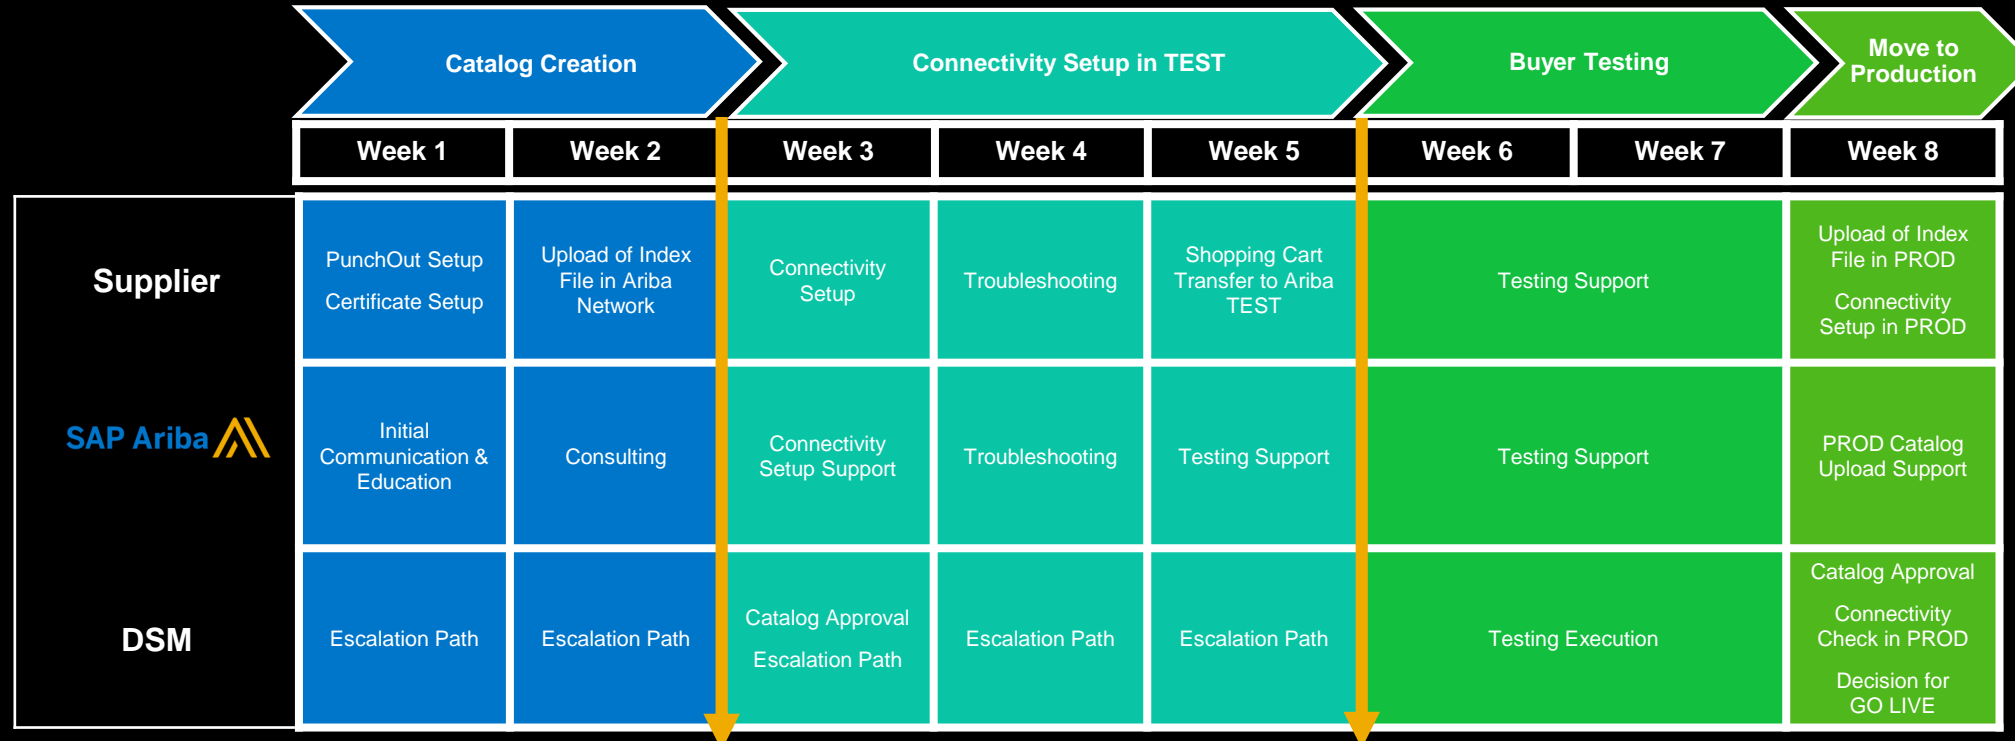 Catalog Creation
Connectivity Setup in TEST
Buyer Testing
Move to
Production
Week 1
Week 2
Week 3
Week 4
Week 5
Week 6
Week 7
Week 8
Supplier
PunchOut Setup
Certificate Setup
Upload of Index
File in Ariba
Network
Connectivity
Setup
Troubleshooting
Shopping Cart
Transfer to Ariba
TEST
Testing Support
Upload of Index
File in PROD
Connectivity
Setup in PROD
SAP Ariba
Initial
Communication &
Education
Consulting
Connectivity
Setup Support
Troubleshooting
Testing Support
Testing Support
PROD Catalog
Upload Support
DSM
Escalation Path
Escalation Path
Catalog Approval
Escalation Path
Escalation Path
Escalation Path
Testing Execution
Catalog Approval
Connectivity
Check in PROD
Decision for
GO LIVE